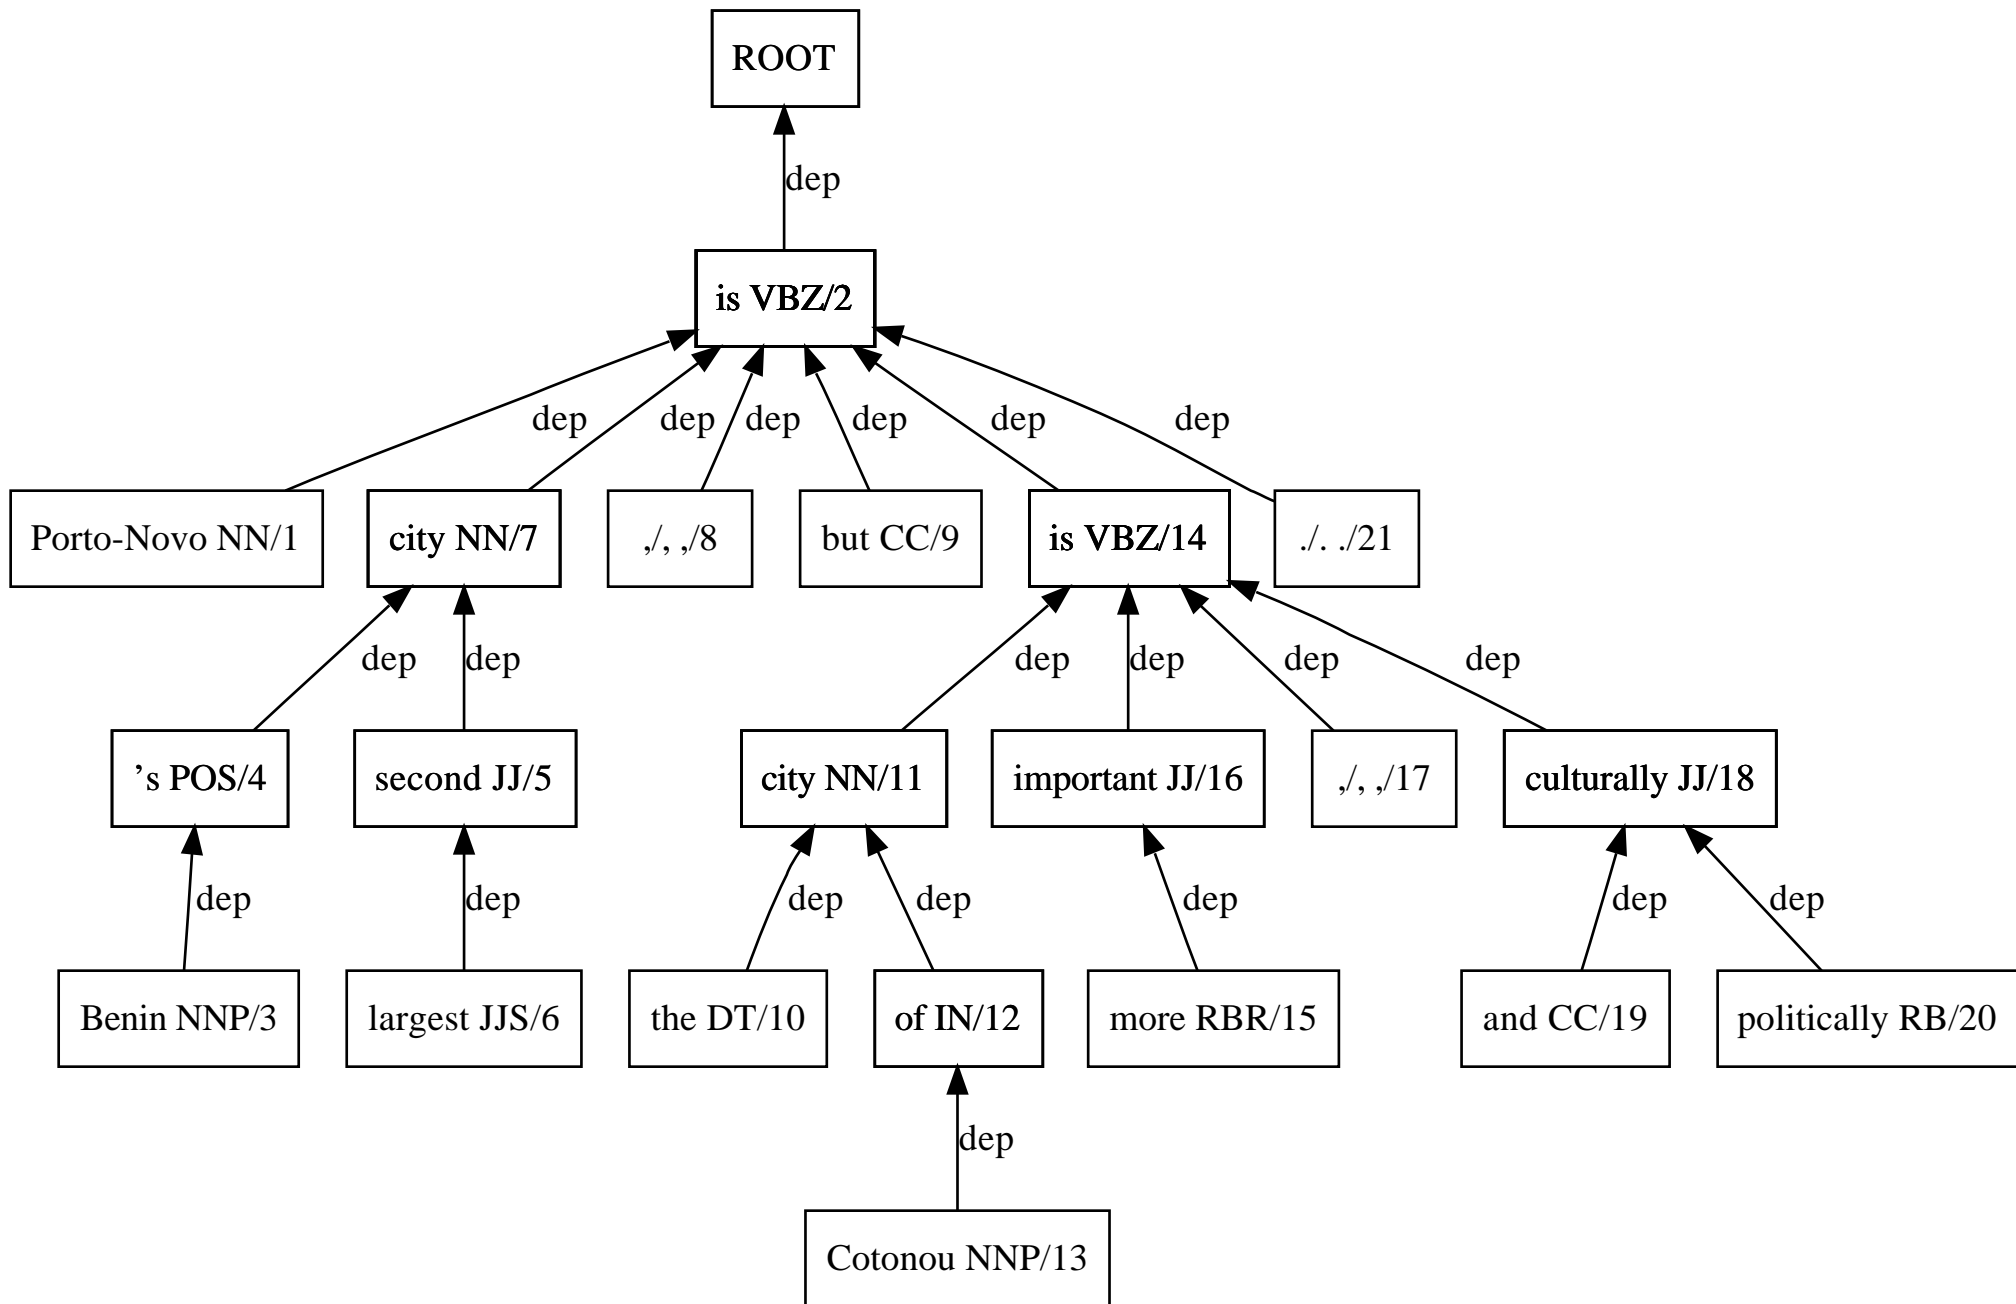 ROOT
dep
is VBZ/2
dep dep dep dep dep dep
Porto-Novo NN/1 city NN/7 ,/, ,/8 but CC/9 is VBZ/14 ./. ./21
dep dep dep dep dep dep
’s POS/4 second JJ/5 city NN/11 important JJ/16 ,/, ,/17 culturally JJ/18
dep dep dep dep dep dep dep
Benin NNP/3 largest JJS/6 the DT/10 of IN/12 more RBR/15 and CC/19 politically RB/20
dep
Cotonou NNP/13